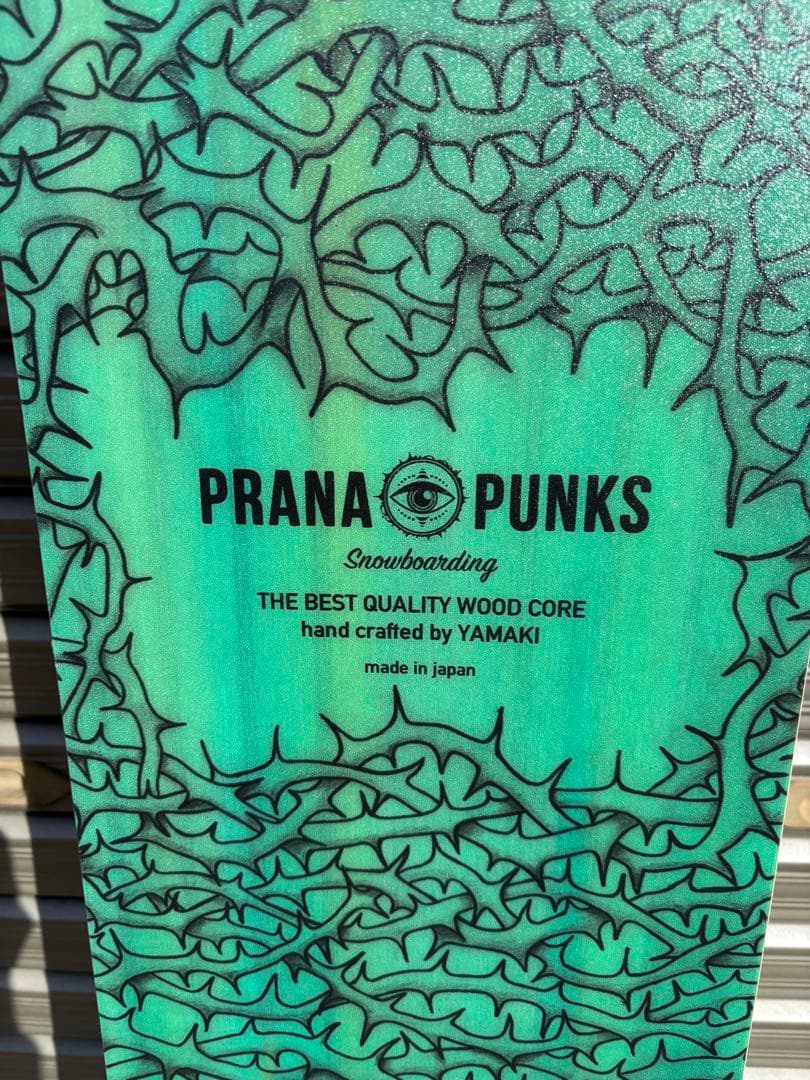 PRANA PUNKS
Snowboarding
THE BEST QUALITY WOOD CORE
hand crafted by YAMAKI
made in japan